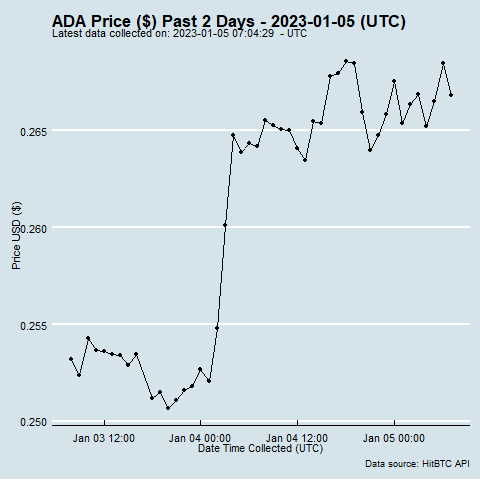 ADA Price ($) Past 2 Days - 2023-01-05 (UTC)
Latest data collected on: 2023-01-05 07:04:29 - UTC
0.265
0.260
0.255
0.250
Price USD ($)
Jan 03 12:00 Jan 04 00:00 Jan 04 12:00 Jan 05 00:00
Date Time Collected (UTC)
Data source: HitBTC API